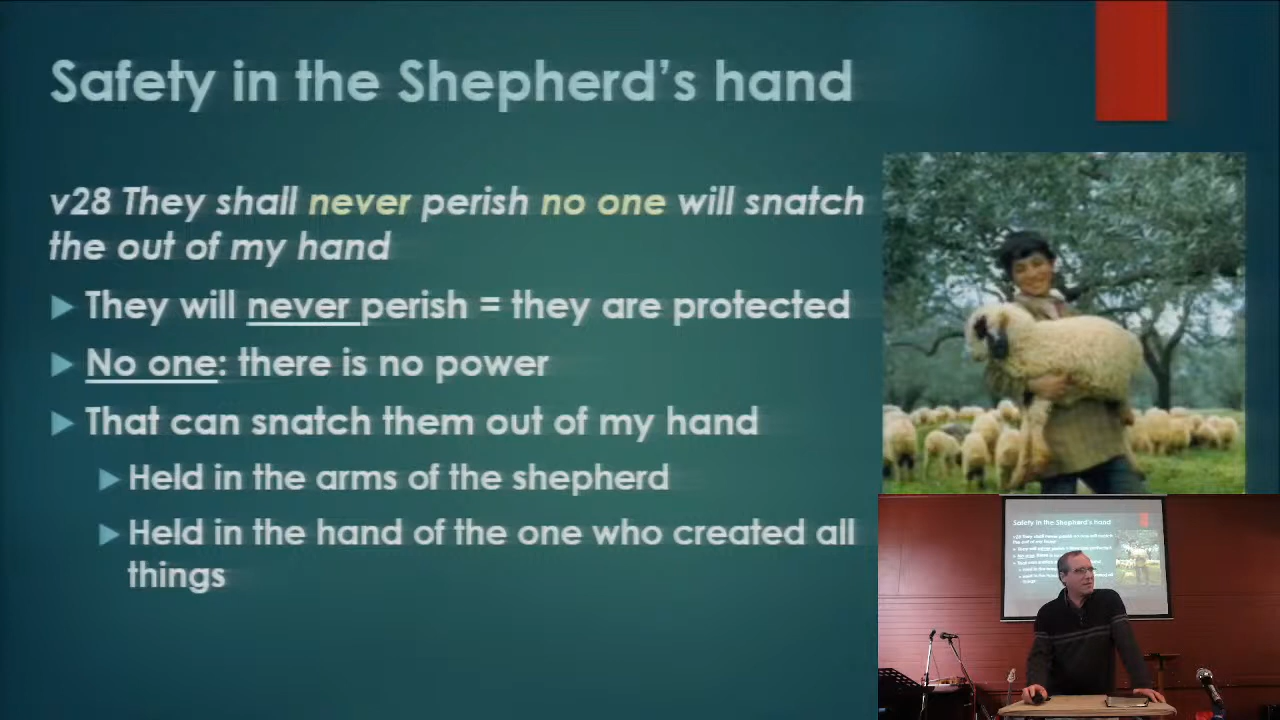 Safety in the Shepherd's hand
v28 They shall never perish no one will snatch
the out of my hand
They will never perish = they are protected
No one: there is no power
That can snatch them out of my hand
Held in the arms of the shepherd
Held in the hand of the one who created all
things
Safety in the Shepherd's hand